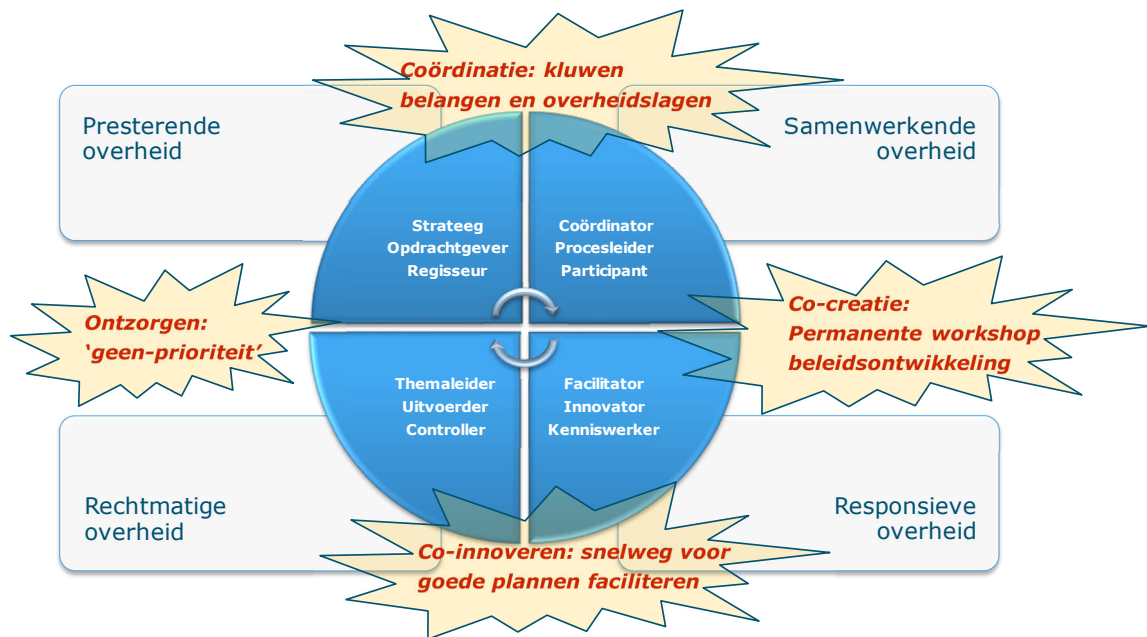 Coördinatie: kluwen
belangen en overheidslagen
Presterende
overheid
Samenwerkende
overheid
Strateeg
Opdrachtgever
Regisseur
Coördinator
Procesleider
Participant
Ontzorgen:
‘geen-prioriteit’
Co-creatie:
Permanente workshop
beleidsontwikkeling
Themaleider
Uitvoerder
Controller
Facilitator
Innovator
Kenniswerker
Rechtmatige
overheid
Responsieve
overheid
Co-innoveren: snelweg voor
goede plannen faciliteren